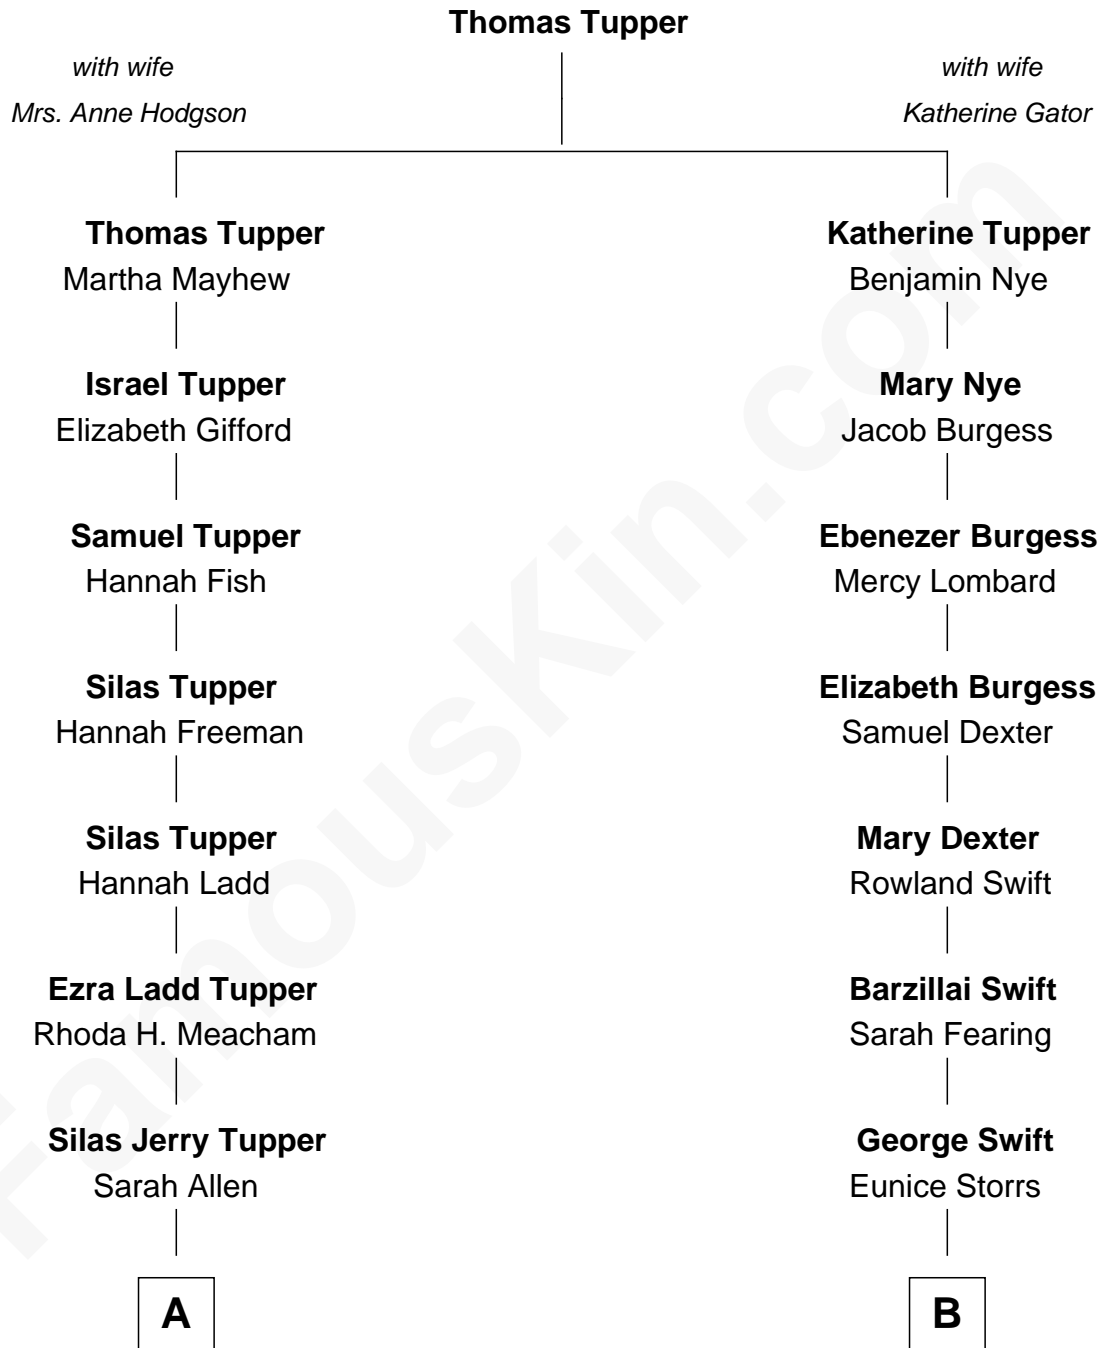 Thomas Tupper
with wife
Mrs. Anne Hodgson
with wife
Katherine Gator
Thomas Tupper
Martha Mayhew
Katherine Tupper
Benjamin Nye
Israel Tupper
Elizabeth Gifford
Mary Nye
Jacob Burgess
Samuel Tupper
Hannah Fish
Ebenezer Burgess
Mercy Lombard
Silas Tupper
Hannah Freeman
Elizabeth Burgess
Samuel Dexter
Silas Tupper
Hannah Ladd
Mary Dexter
Rowland Swift
Ezra Ladd Tupper
Rhoda H. Meacham
Barzillai Swift
Sarah Fearing
Silas Jerry Tupper
Sarah Allen
George Swift
Eunice Storrs
A
B
FamousKin.com